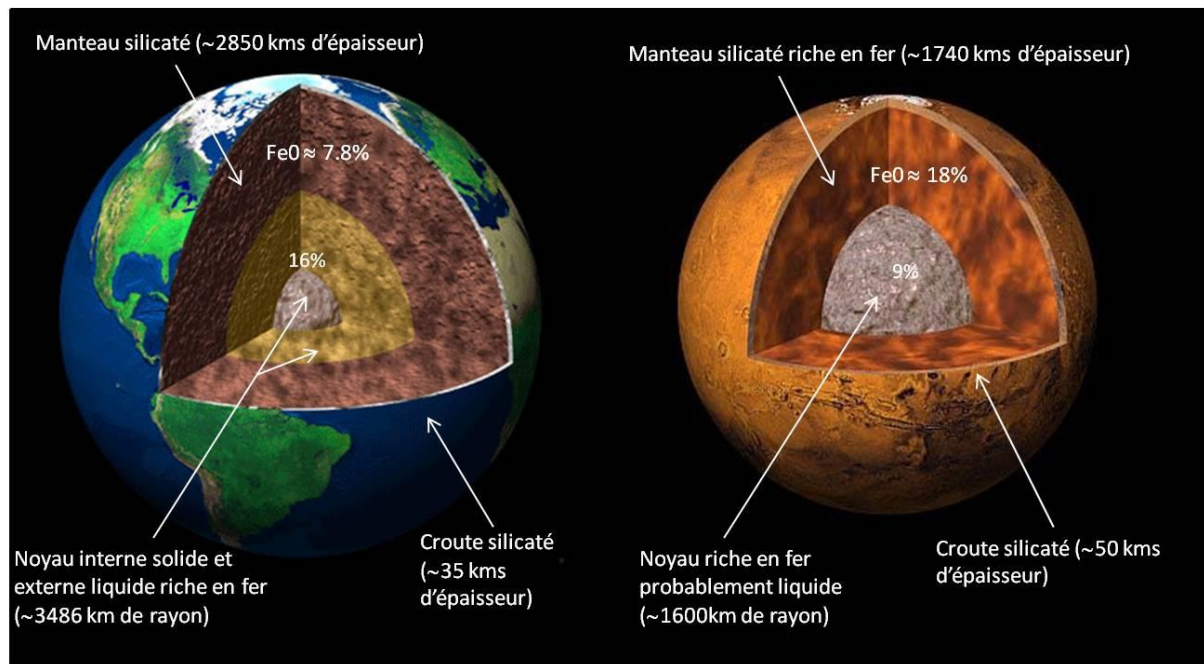 Manteau silicaté (~2850 kms d'épaisseur)
Fe0 ≈ 7.8%
16%
Noyau interne solide et
externe liquide riche en fer
(~3486 km de rayon)
Croute silicaté
(~35 kms
d'épaisseur)
Manteau silicaté riche en fer (~1740 kms d'épaisseur)
Fe0 ≈ 18%
9%
Noyau riche en fer
probablement liquide
(~1600km de rayon)
Croute silicaté (~50 kms
d'épaisseur)